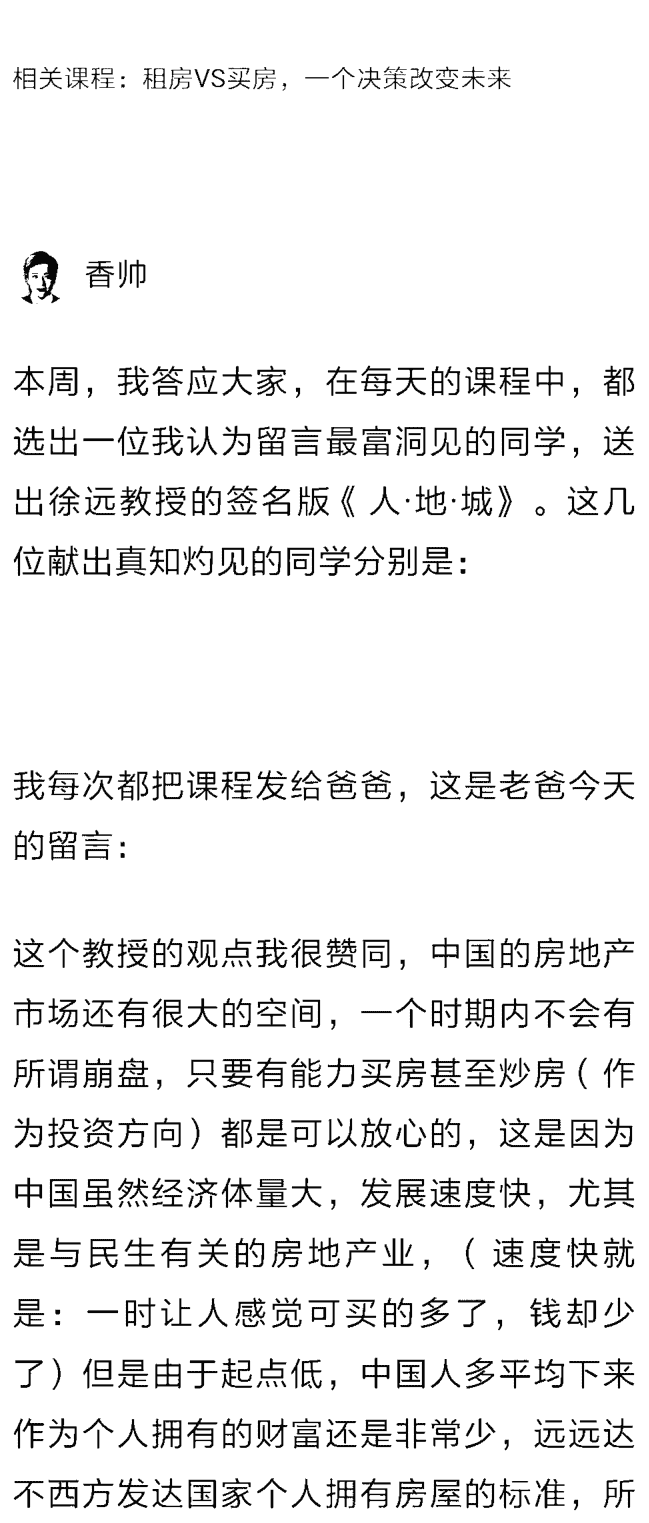 相关课程：租房VS买房，一个决策改变未来
香帅
本周，我答应大家，在每天的课程中，都
选出一位我认为留言最富洞见的同学，送
出徐远教授的签名版《人·地·城》。这几
位献出真知灼见的同学分别是：
我每次都把课程发给爸爸，这是老爸今天
的留言：
这个教授的观点我很赞同，中国的房地产
市场还有很大的空间，一个时期内不会有
所谓崩盘，只要有能力买房甚至炒房（作
为投资方向）都是可以放心的，这是因为
中国虽然经济体量大，发展速度快，尤其
是与民生有关的房地产业，（速度快就
是：一时让人感觉可买的多了，钱却少
了）但是由于起点低，中国人多平均下来
作为个人拥有的财富还是非常少，远远达
不西方发达国家个人拥有房屋的标准，所